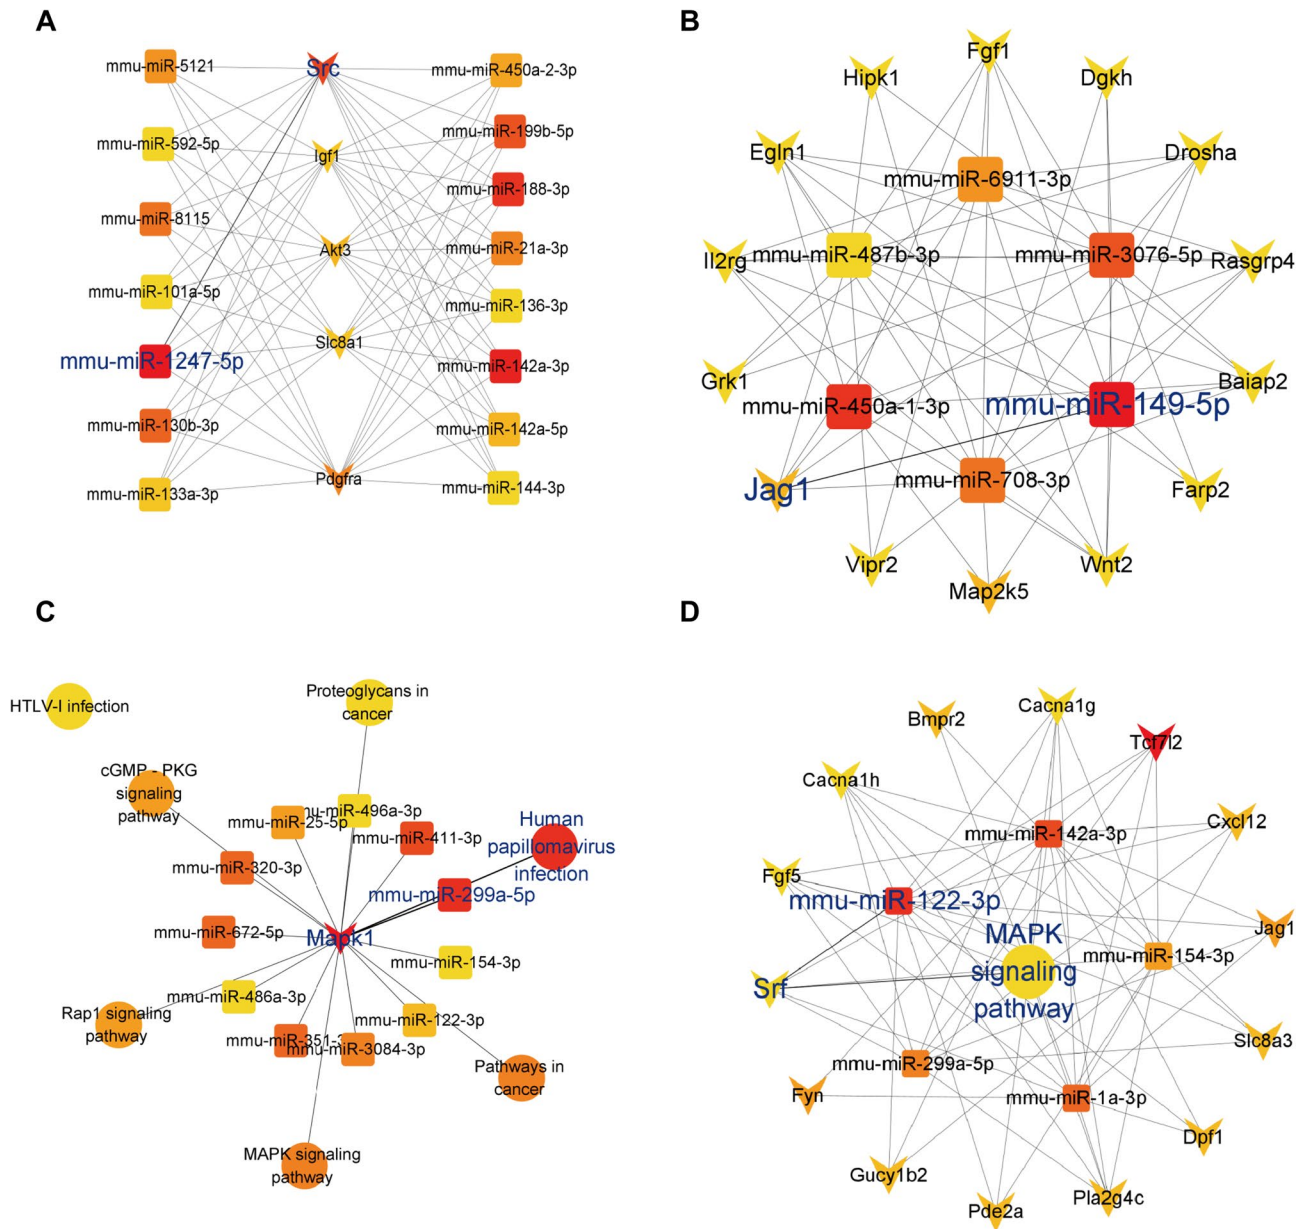 A
mmu-miR-5121
Src
mmu-miR-450a-2-3p
mmu-miR-592-5p
Igf1
mmu-miR-199b-5p
mmu-miR-188-3p
mmu-miR-8115
Akt3
mmu-miR-21a-3p
mmu-miR-101a-5p
mmu-miR-136-3p
Slc8a1
mmu-miR-1247-5p
mmu-miR-142a-3p
mmu-miR-130b-3p
mmu-miR-142a-5p
Pdgfra
mmu-miR-133a-3p
mmu-miR-144-3p
B
Fgf1
Hipk1
Dgkh
Egln1
Drosha
mmu-miR-6911-3p
Il2rg
mmu-miR-487b-3p
mmu-miR-3076-5p
Rasgrp4
Grk1
Baiap2
mmu-miR-450a-1-3p
mmu-miR-149-5p
Jag1
mmu-miR-708-3p
Farp2
Vipr2
Wnt2
Map2k5
C
HTLV-I infection
Proteoglycans in
cancer
cGMP - PKG
signaling
pathway
mu-miR-496a-3p
mmu-miR-25-5p
mmu-miR-411-3p
Human
papillomavirus
infection
mmu-miR-320-3p
mmu-miR-299a-5p
mmu-miR-672-5p
Mapk1
mmu-miR-154-3p
mmu-miR-486a-3p
Rap1 signaling
pathway
mmu-miR-122-3p
mmu-miR-351-
mmu-miR-3084-3p
Pathways in
cancer
MAPK signaling
pathway
D
Cacna1g
Bmpr2
Tcf7l2
Cacna1h
Cxcl12
mmu-miR-142a-3p
Fgf5
mmu-miR-122-3p
Jag1
MAPK
signaling
pathway
mmu-miR-154-3p
Srf
Slc8a3
mmu-miR-299a-5p
Fyn
mmu-miR-1a-3p
Dpf1
Gucy1b2
Pla2g4c
Pde2a